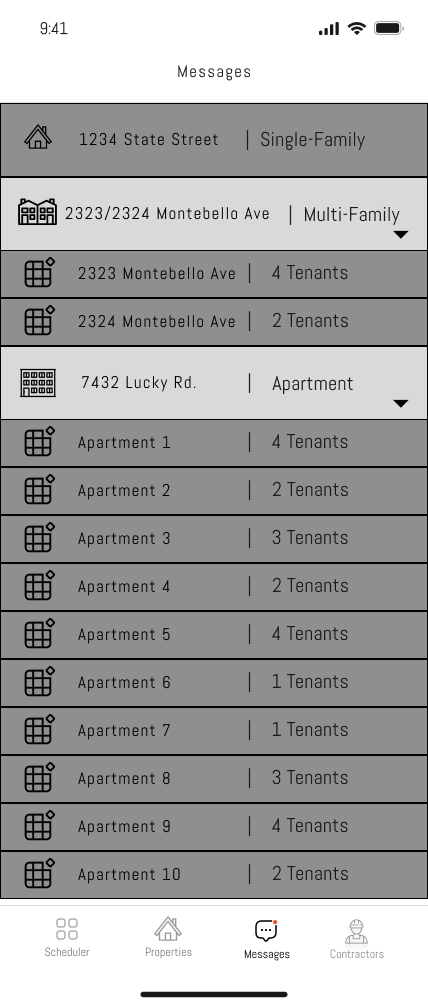 9:41
Messages
1234 State Street | Single-Family
2323/2324 Montebello Ave | Multi-Family
2323 Montebello Ave | 4 Tenants
2324 Montebello Ave | 2 Tenants
7432 Lucky Rd. | Apartment
Apartment 1 | 4 Tenants
Apartment 2 | 2 Tenants
Apartment 3 | 3 Tenants
Apartment 4 | 2 Tenants
Apartment 5 | 4 Tenants
Apartment 6 | 1 Tenants
Apartment 7 | 1 Tenants
Apartment 8 | 3 Tenants
Apartment 9 | 4 Tenants
Apartment 10 | 2 Tenants
Scheduler Properties Messages Contractors